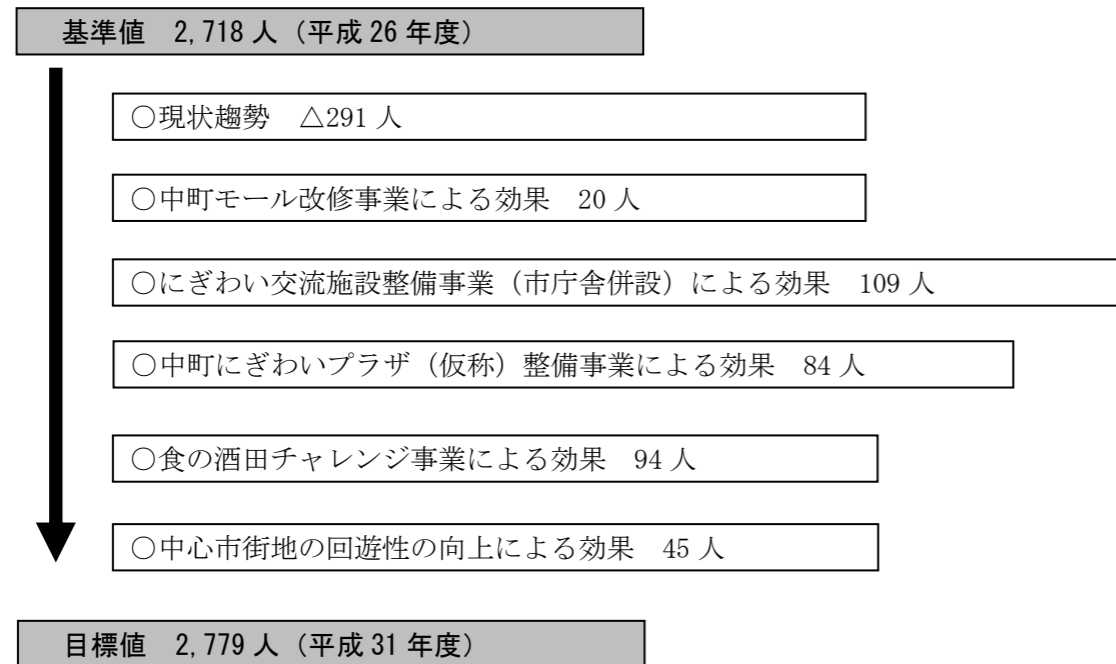 基準値　2,718 人（平成 26 年度）
○現状趨勢　△291 人
○中町モール改修事業による効果　20 人
○にぎわい交流施設整備事業（市庁舎併設）による効果　109 人
○中町にぎわいプラザ（仮称）整備事業による効果　84 人
○食の酒田チャレンジ事業による効果　94 人
○中心市街地の回遊性の向上による効果　45 人
目標値　2,779 人（平成 31 年度）